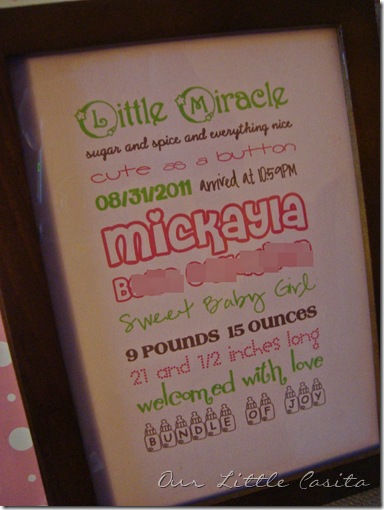 Little Miracle
sugar and spice and everything nice
cute as a button
08/31/2011 arrived at 10:59PM
mickayla
Sweet Baby Girl
9 POUNDS 15 OUNCES
21 and 1/2 inches long
welcomed with love
BUNDLE OF JOY
Our Little Casita